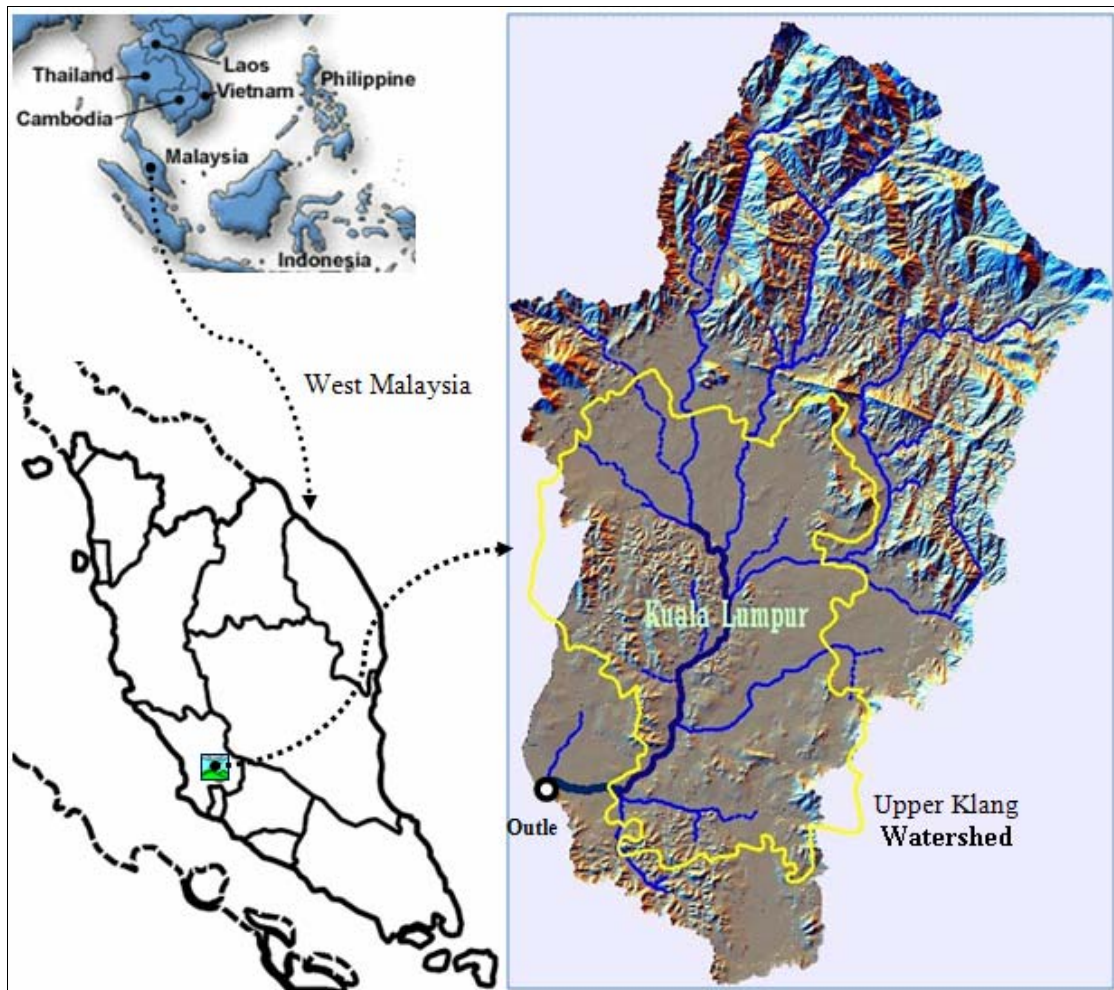 Laos
Thailand
Vietnam
Philippine
Cambodia
Malaysia
Indonesia
West Malaysia
Kuala Lumpur
Outle
Upper Klang
Watershed